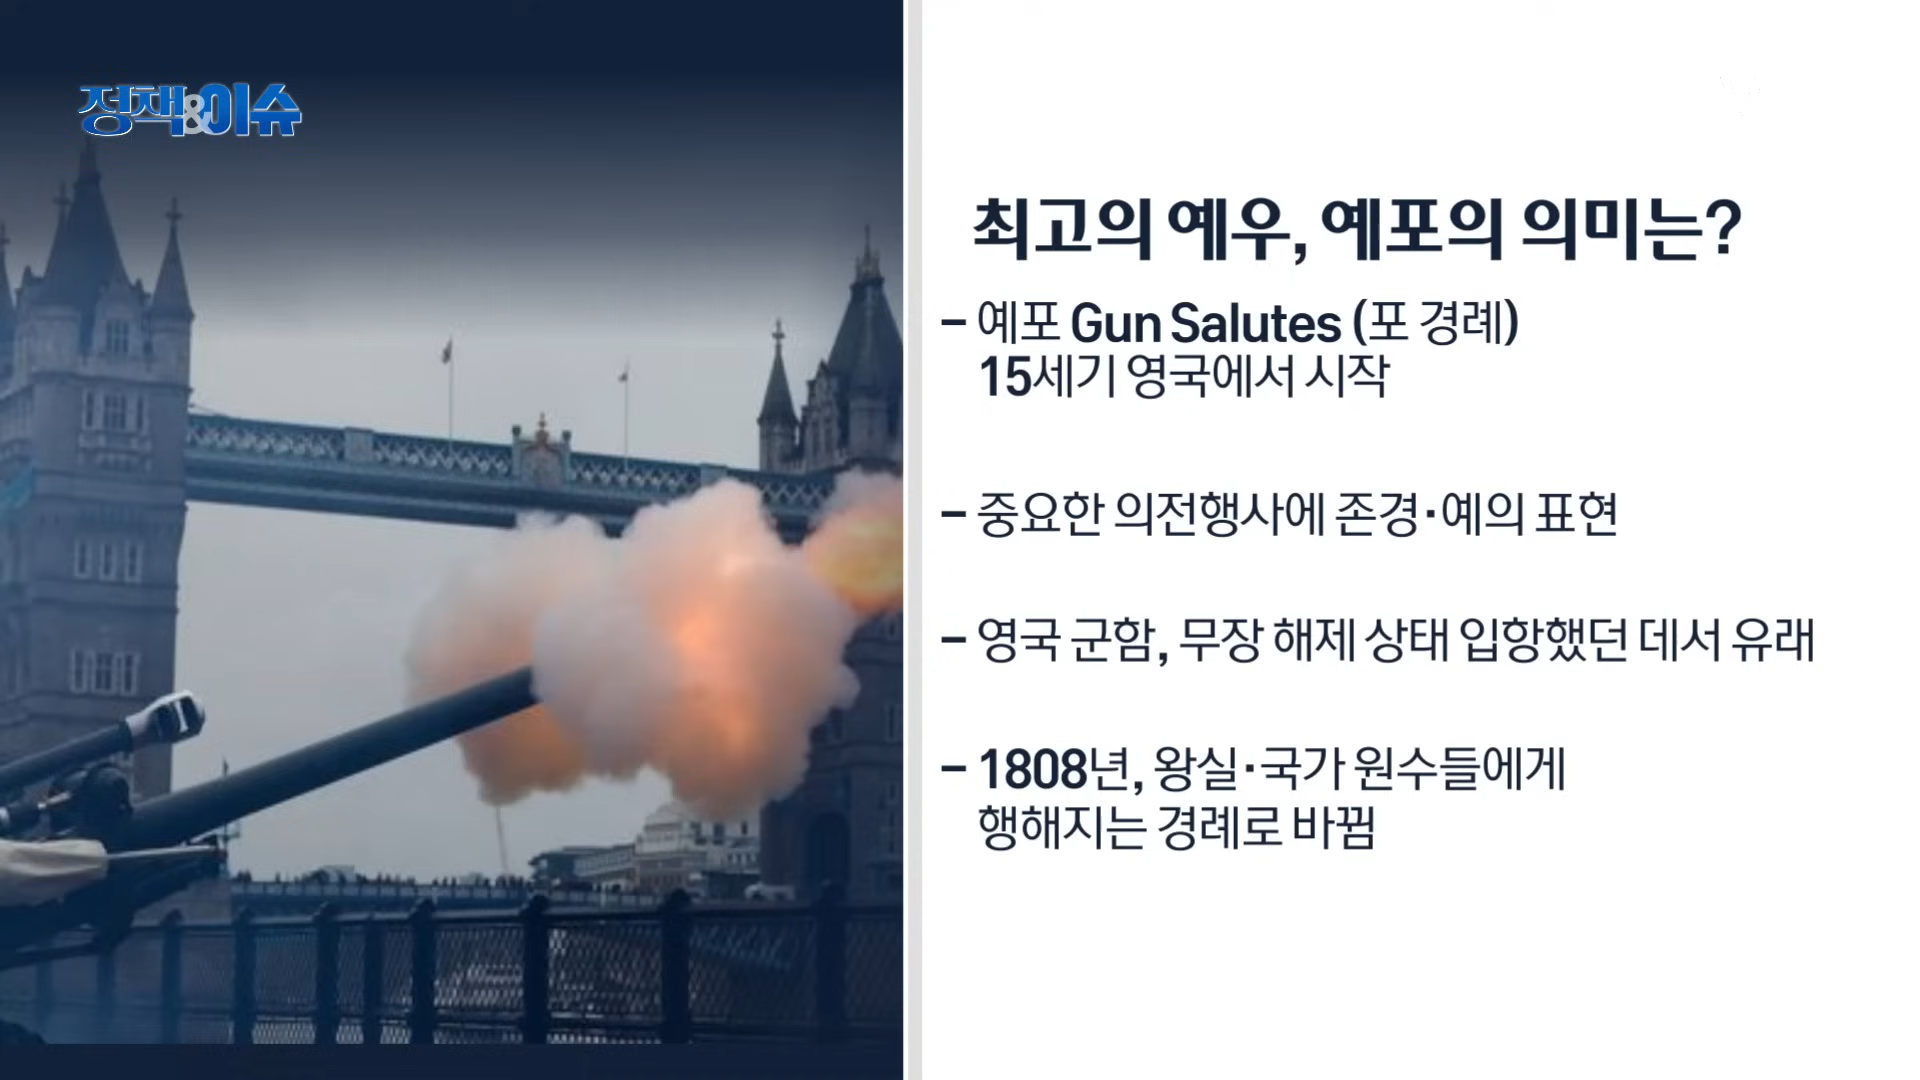 정책&이슈
최고의 예우, 예포의 의미는?
- 예포 Gun Salutes (포 경례)
15세기 영국에서 시작
- 중요한 의전행사에 존경·예의 표현
- 영국 군함, 무장 해제 상태 입항했던 데서 유래
- 1808년, 왕실·국가 원수들에게
행해지는 경례로 바뀜